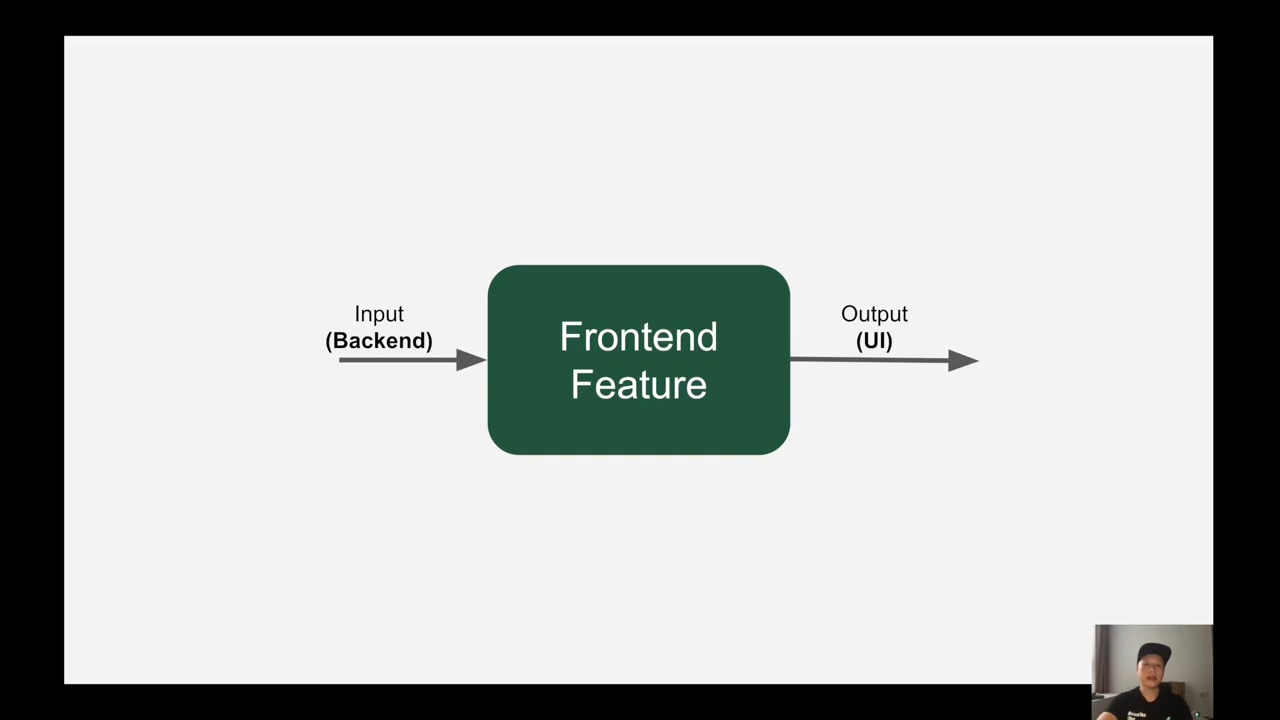 Input
(Backend)
Frontend
Feature
Output
(UI)